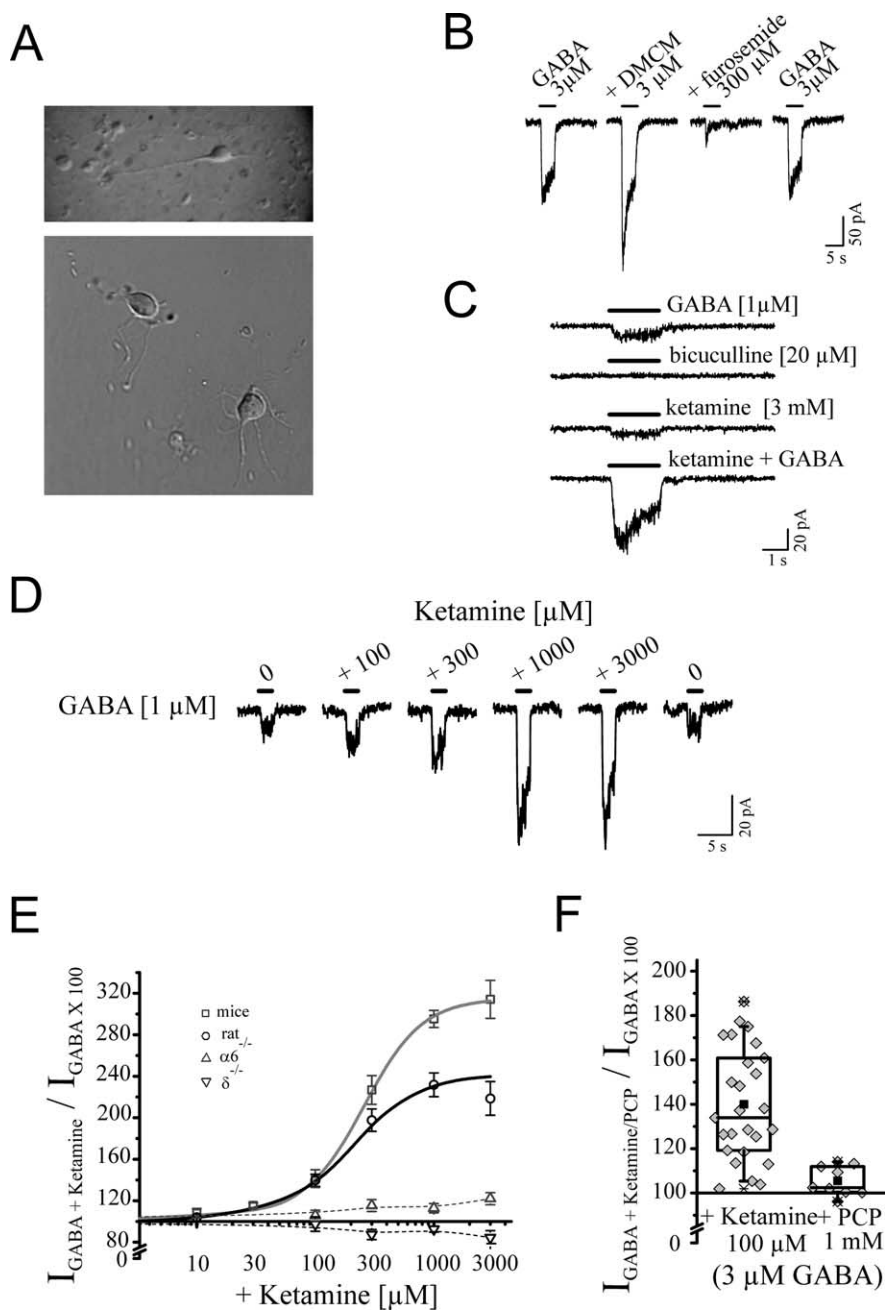 A
B
GABA
3µM
+ DMCM
3 µM
+ furosemide
300 µM
GABA
3µM
50 pA
5 s
C
GABA [1µM]
bicuculline [20 µM]
ketamine [3 mM]
ketamine + GABA
20 pA
1 s
D
Ketamine [µM]
0
+ 100
+ 300
+ 1000
+ 3000
0
GABA [1 µM]
20 pA
5 s
E
I GABA + Ketamine / I GABA X 100
320
280
240
200
160
120
80
0
mice
rat
α6 -/-
δ -/-
10
30
100
300
1000
3000
+ Ketamine [µM]
F
I GABA + Ketamine/PCP / I GABA X 100
200
180
160
140
120
100
0
+ Ketamine + PCP
100 µM 1 mM
(3 µM GABA)